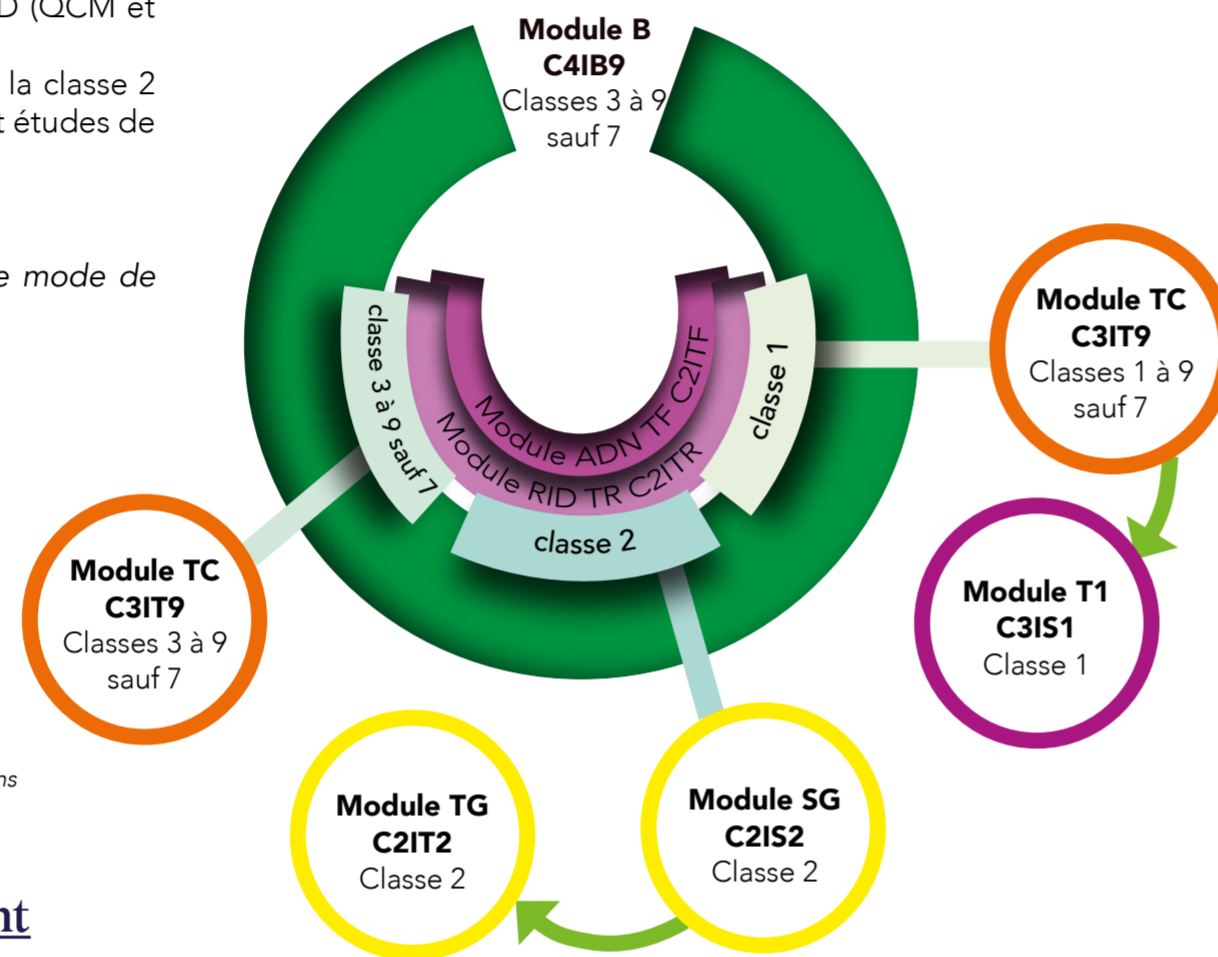 D (QCM et
la classe 2
t études de
e mode de
ns
nt
Module B
C4IB9
Classes 3 à 9
sauf 7
classe 3 à 9 sauf 7
Module ADN TF C2ITF
Module RID TR C2ITR
classe 1
classe 2
Module TC
C3IT9
Classes 1 à 9
sauf 7
Module T1
C3IS1
Classe 1
Module TC
C3IT9
Classes 3 à 9
sauf 7
Module TG
C2IT2
Classe 2
Module SG
C2IS2
Classe 2